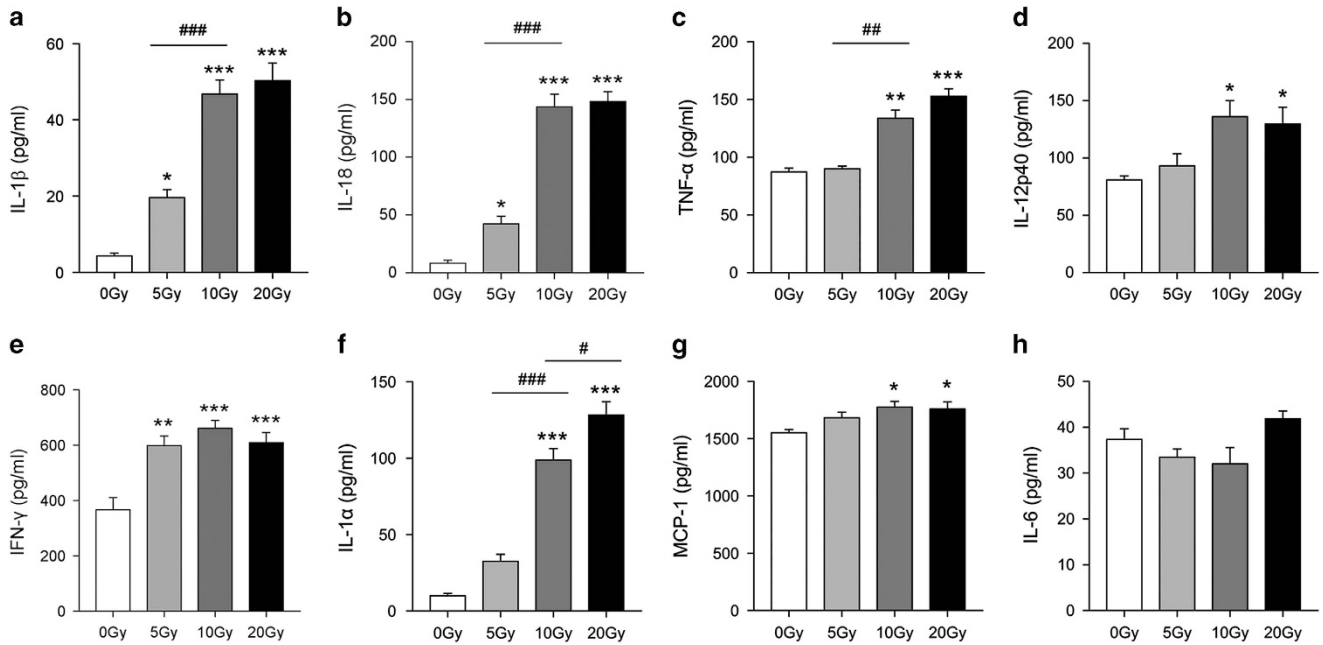 a
###
60
40
20
0
IL-1β (pg/ml)
*
***
***
0Gy 5Gy 10Gy 20Gy
b
###
200
150
100
50
0
IL-18 (pg/ml)
*
***
***
0Gy 5Gy 10Gy 20Gy
c
##
200
150
100
50
0
TNF-α (pg/ml)
**
***
0Gy 5Gy 10Gy 20Gy
d
200
150
100
50
0
IL-12p40 (pg/ml)
*
*
0Gy 5Gy 10Gy 20Gy
e
800
600
400
200
0
IFN-γ (pg/ml)
**
***
***
0Gy 5Gy 10Gy 20Gy
f
#
###
150
100
50
0
IL-1α (pg/ml)
***
***
0Gy 5Gy 10Gy 20Gy
g
2000
1500
1000
500
0
MCP-1 (pg/ml)
*
*
0Gy 5Gy 10Gy 20Gy
h
50
40
30
20
10
0
IL-6 (pg/ml)
0Gy 5Gy 10Gy 20Gy